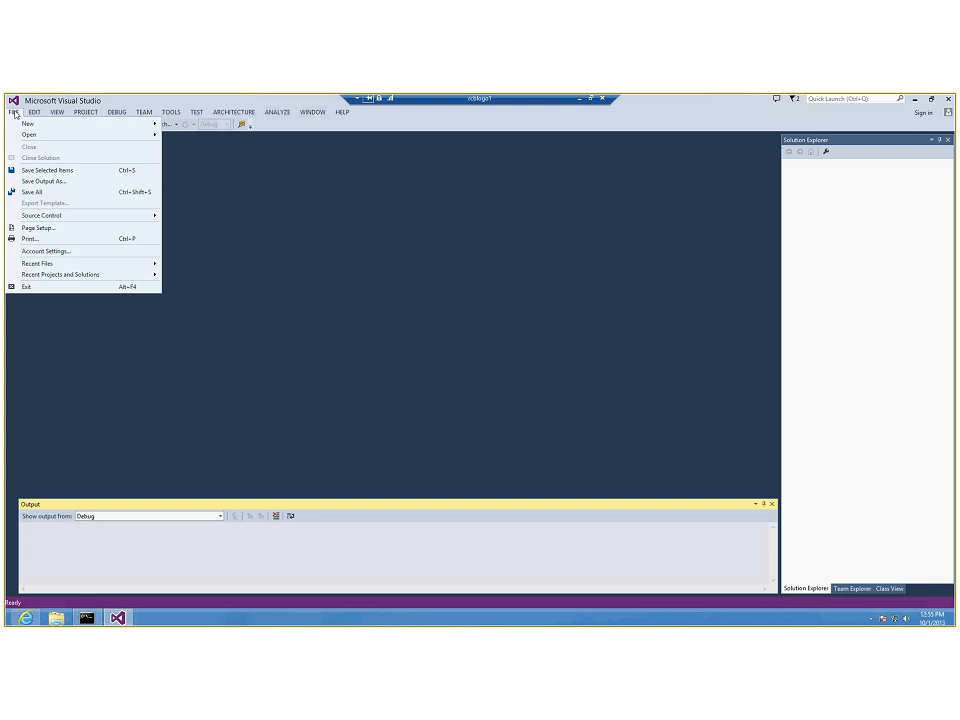 Microsoft Visual Studio
rcblogo1
2
Quick Launch (Ctrl+Q)
FILE EDIT VIEW PROJECT DEBUG TEAM TOOLS TEST ARCHITECTURE ANALYZE WINDOW HELP
Sign in
Debug
New
Open
Close
Close Solution
Save Selected Items Ctrl+S
Save Output As...
Save All Ctrl+Shift+S
Export Template...
Source Control
Page Setup...
Print... Ctrl+P
Account Settings...
Recent Files
Recent Projects and Solutions
Exit Alt+F4
Solution Explorer
Output
Show output from: Debug
Solution Explorer Team Explorer Class View
Ready
12:55 PM
10/1/2013